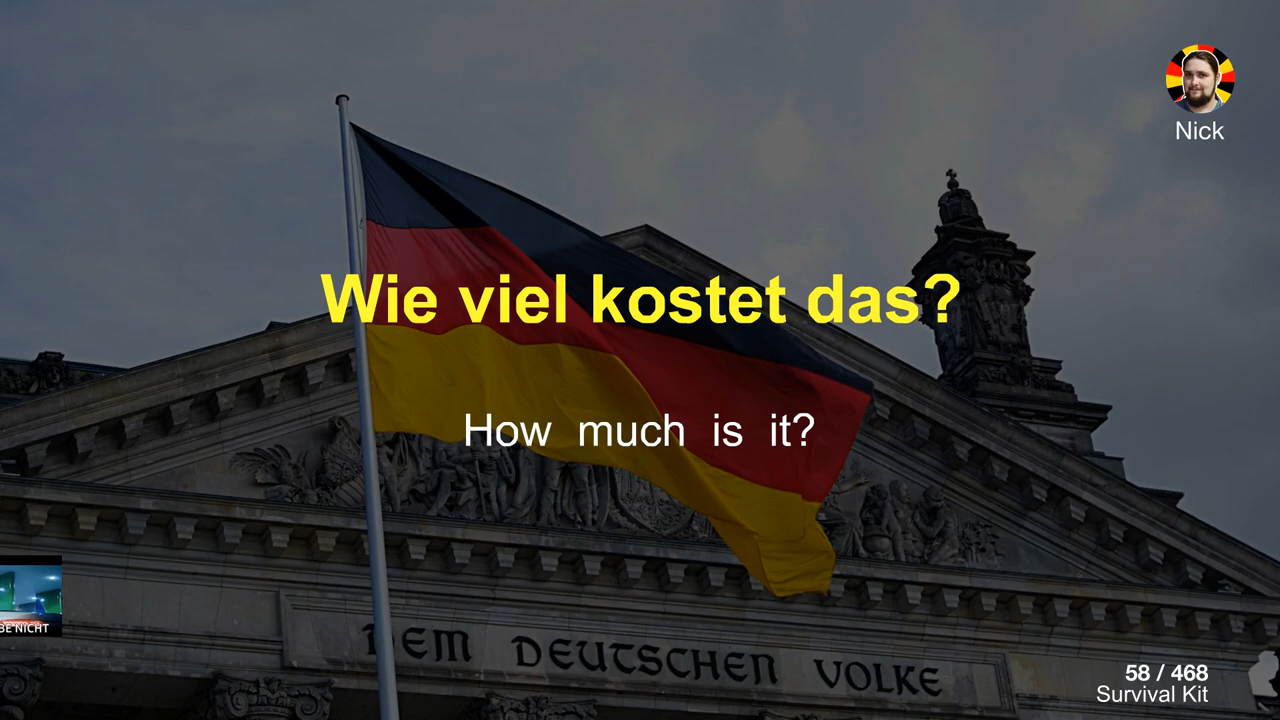 Nick
Wie viel kostet das?
How much is it?
BE NICHT
DEM DEUTSCHEN VOLKE
58 / 468
Survival Kit